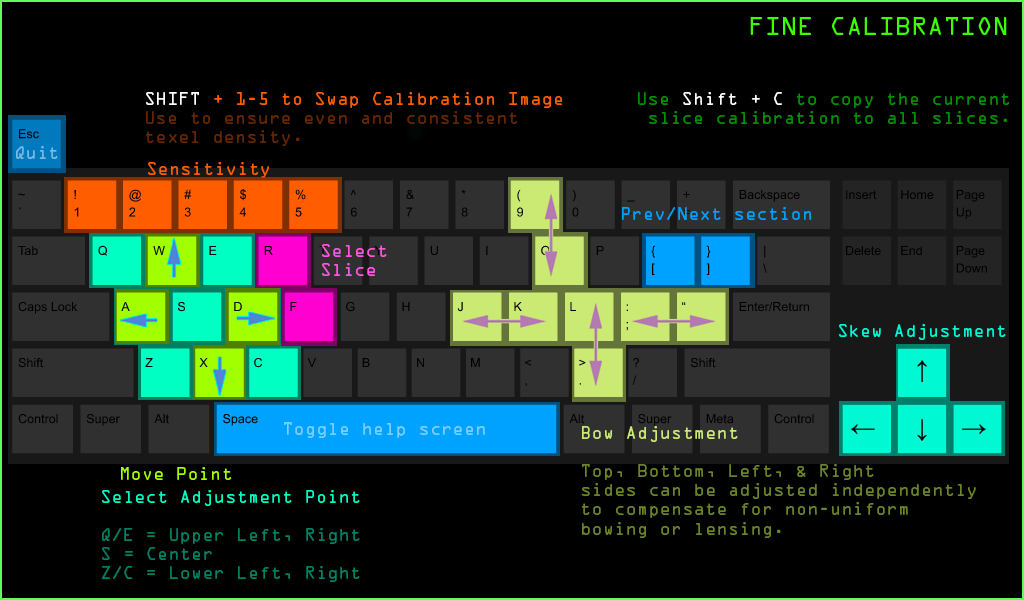 FINE CALIBRATION
SHIFT + 1-5 to Swap Calibration Image
Use to ensure even and consistent
texel density.
Use Shift + C to copy the current
slice calibration to all slices.
Esc
Quit
Sensitivity
~ ! @ # $ % ^ & * ( ) _ + Backspace Insert Home Page
` 1 2 3 4 5 6 7 8 9 0 Up
Prev/Next section
Tab Q W E R U I O P { } | Delete End Page
[ ] \ Down
Select
Slice
Caps Lock A S D F G H J K L : " Enter/Return
; '
Skew Adjustment
Shift Z X C V B N M < > ? Shift ↑
, . /
Control Super Alt Space Alt Super Meta Control ← ↓ →
Toggle help screen
Bow Adjustment
Move Point
Select Adjustment Point
Q/E = Upper Left, Right
S = Center
Z/C = Lower Left, Right
Top, Bottom, Left, & Right
sides can be adjusted independently
to compensate for non-uniform
bowing or lensing.